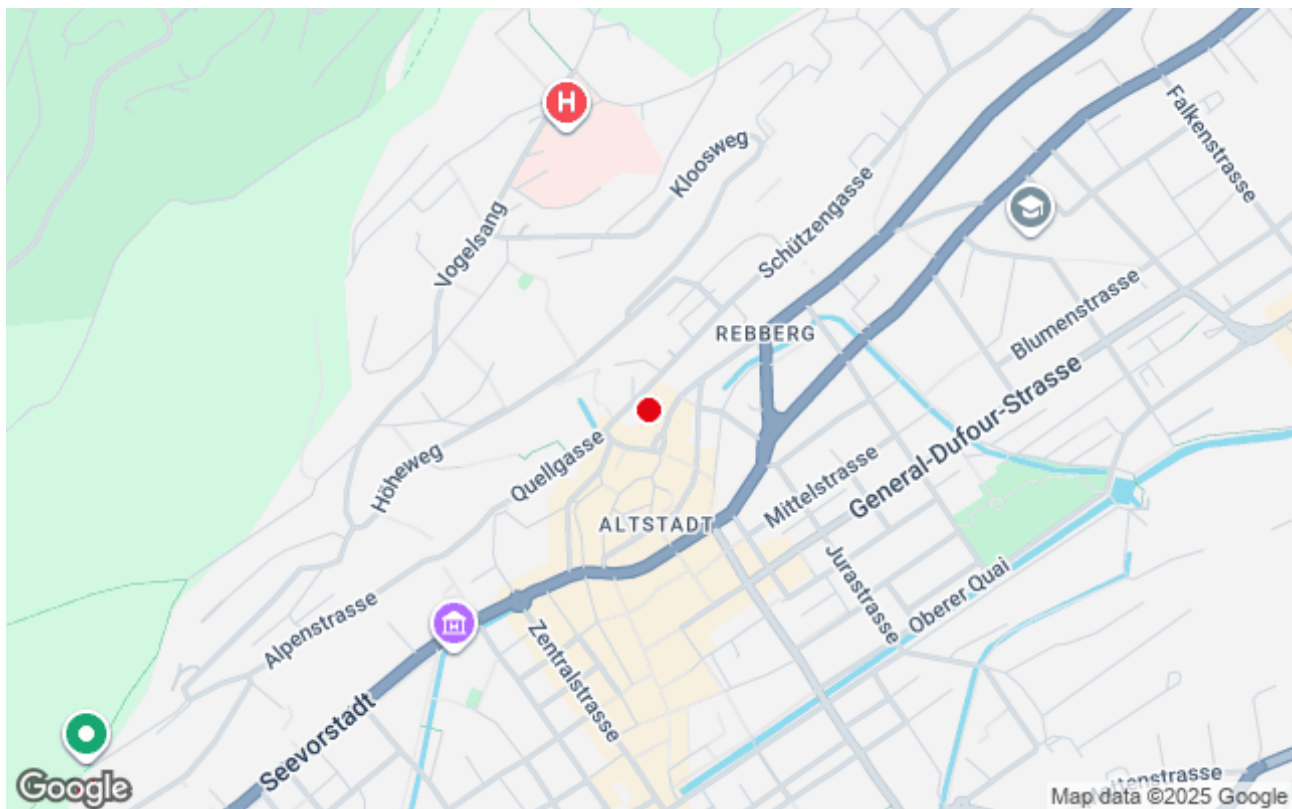 H
Falkenstrasse
Kloosweg
Schützengasse
Vogelsang
Blumenstrasse
REBBERG
General-Dufour-Strasse
Höheweg
Quellgasse
Mittelstrasse
ALTSTADT
Jurastrasse
Oberer Quai
Alpenstrasse
Zentralstrasse
H
Seevorstadt
Google
Map data ©2025 Google